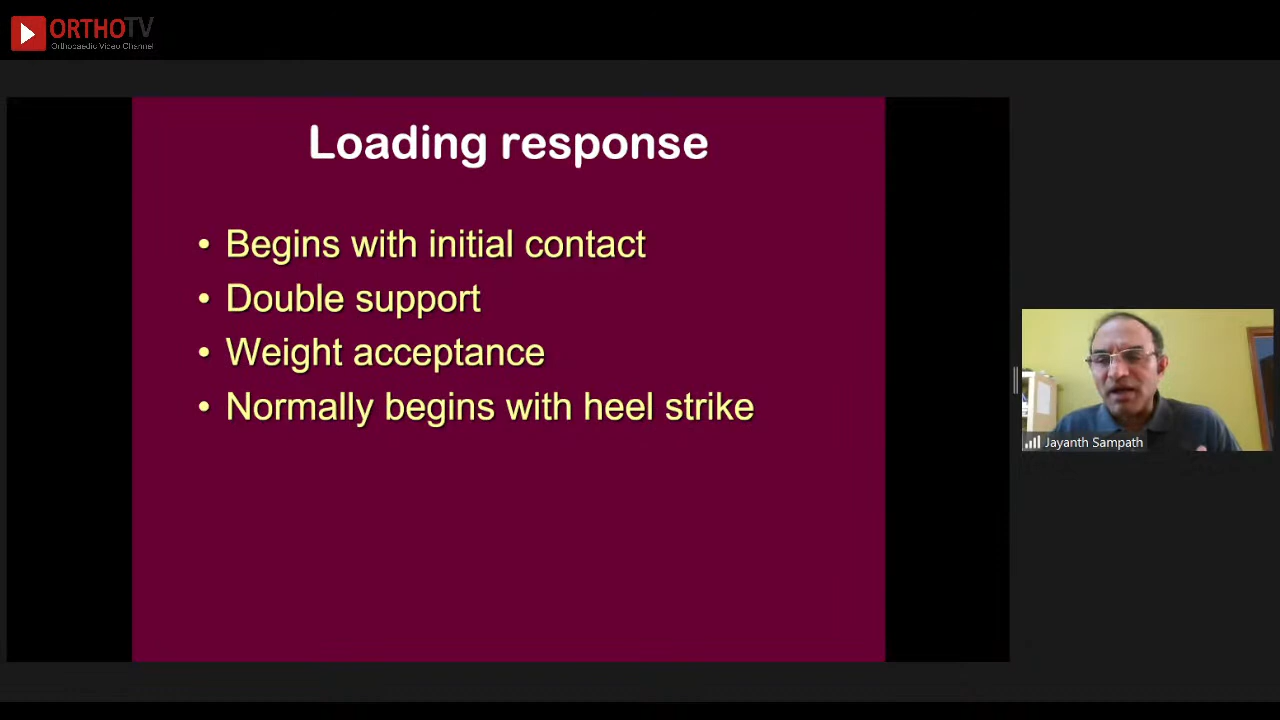 ORTHOTV
Orthopaedic Video Channel
Loading response
• Begins with initial contact
• Double support
• Weight acceptance
• Normally begins with heel strike
Jayanth Sampath